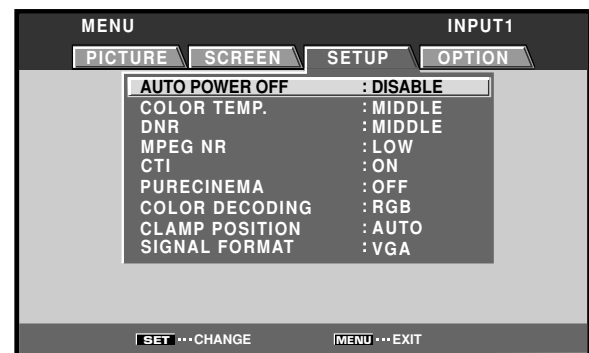 MENU INPUT1
PICTURE SCREEN SETUP OPTION
AUTO POWER OFF : DISABLE
COLOR TEMP. : MIDDLE
DNR : MIDDLE
MPEG NR : LOW
CTI : ON
PURECINEMA : OFF
COLOR DECODING : RGB
CLAMP POSITION : AUTO
SIGNAL FORMAT : VGA
SET ••• CHANGE MENU ••• EXIT